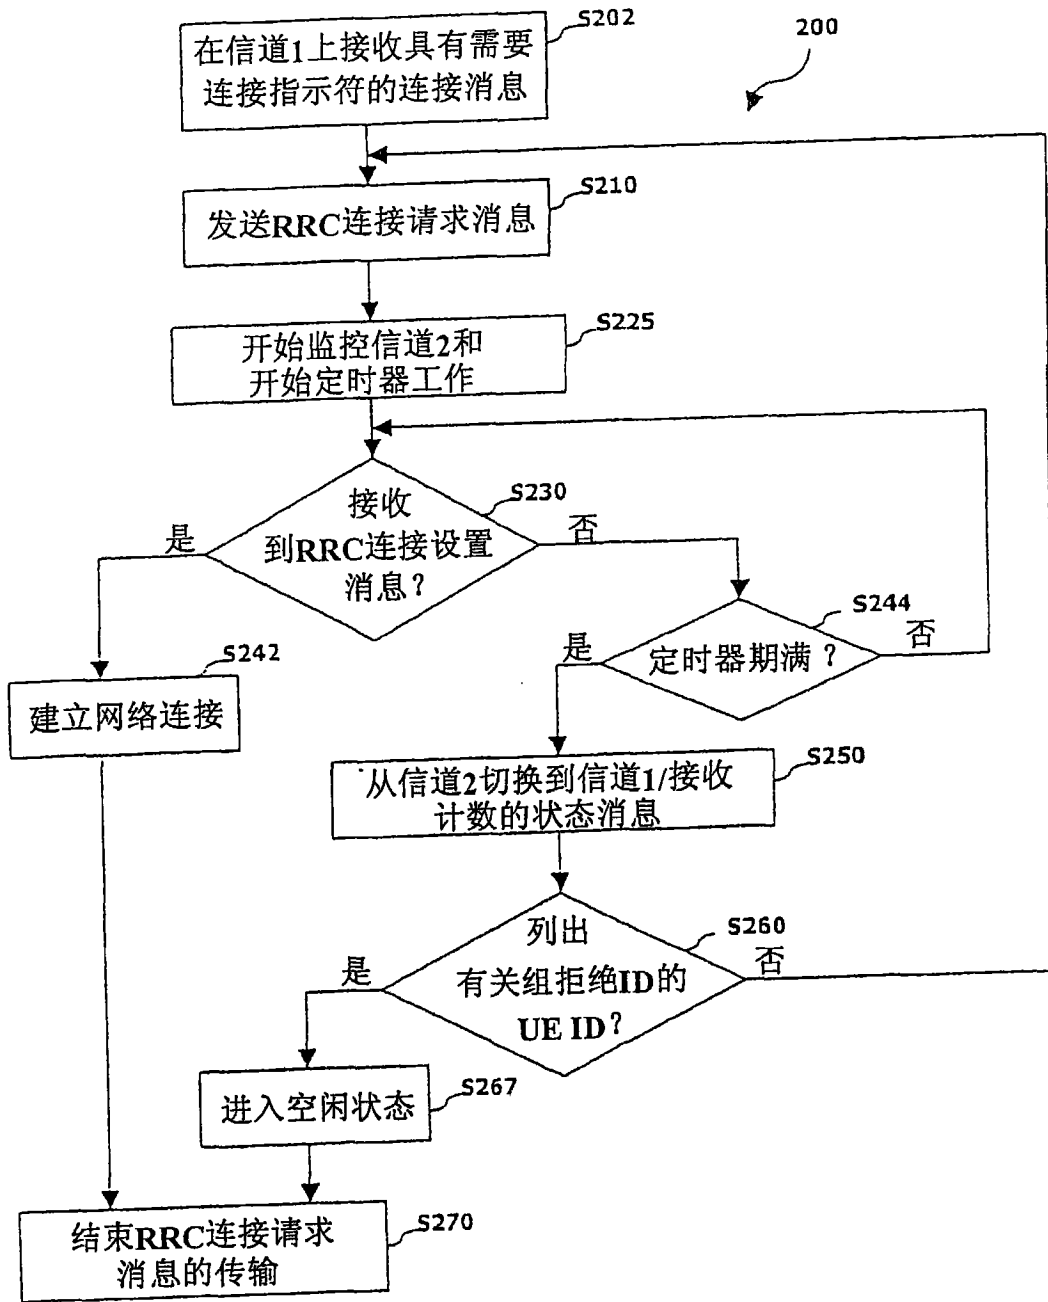 S202
200
在信道1上接收具有需要
连接指示符的连接消息
S210
发送RRC连接请求消息
S225
开始监控信道2和
开始定时器工作
S230
接收
到RRC连接设置
消息?
是
否
S244
定时器期满?
是
否
S242
建立网络连接
S250
从信道2切换到信道1/接收
计数的状态消息
S260
列出
有关组拒绝ID的
UE ID?
是
否
S267
进入空闲状态
S270
结束RRC连接请求
消息的传输